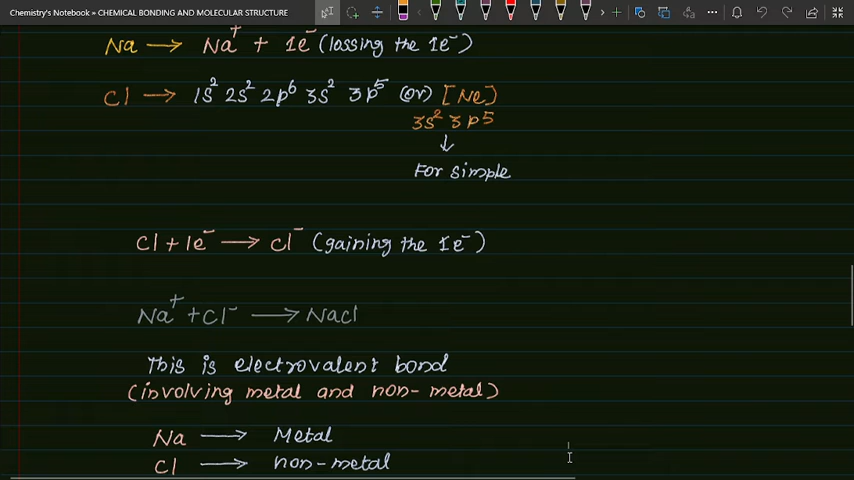 Chemistry's Notebook » CHEMICAL BONDING AND MOLECULAR STRUCTURE
Na → Na⁺ + 1e⁻ (lossing the 1e⁻)
Cl → 1s² 2s² 2p⁶ 3s² 3p⁵ (or) [Ne]
3s² 3p⁵
↓
For simple
Cl + 1e⁻ → Cl⁻ (gaining the 1e⁻)
Na⁺ + Cl⁻ → Nacl
This is electrovalent bond
(involving metal and non-metal)
Na → Metal
Cl → non-metal